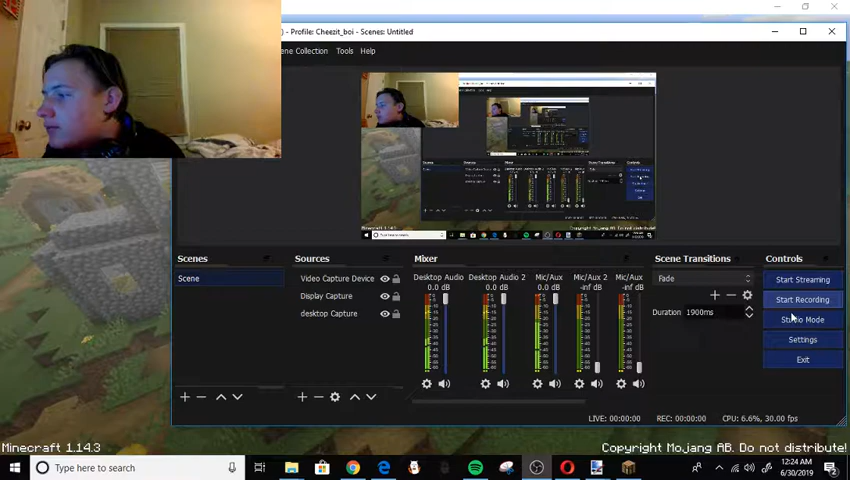 ) - Profile: Cheezit_boi - Scenes: Untitled
ene Collection Tools Help
Scenes
Sources
Mixer
Scene Transitions
Controls
Scene
Video Capture Device
Display Capture
desktop Capture
Desktop Audio
0.0 dB
Desktop Audio 2
0.0 dB
Mic/Aux
0.0 dB
Mic/Aux 2
-inf dB
Mic/Aux
-inf dB
Fade
Duration 1900ms
Start Streaming
Start Recording
Studio Mode
Settings
Exit
LIVE: 00:00:00 REC: 00:00:00 CPU: 6.6%, 30.00 fps
Minecraft 1.14.3
Copyright Mojang AB. Do not distribute!
Type here to search
12:24 AM
6/30/2019
2